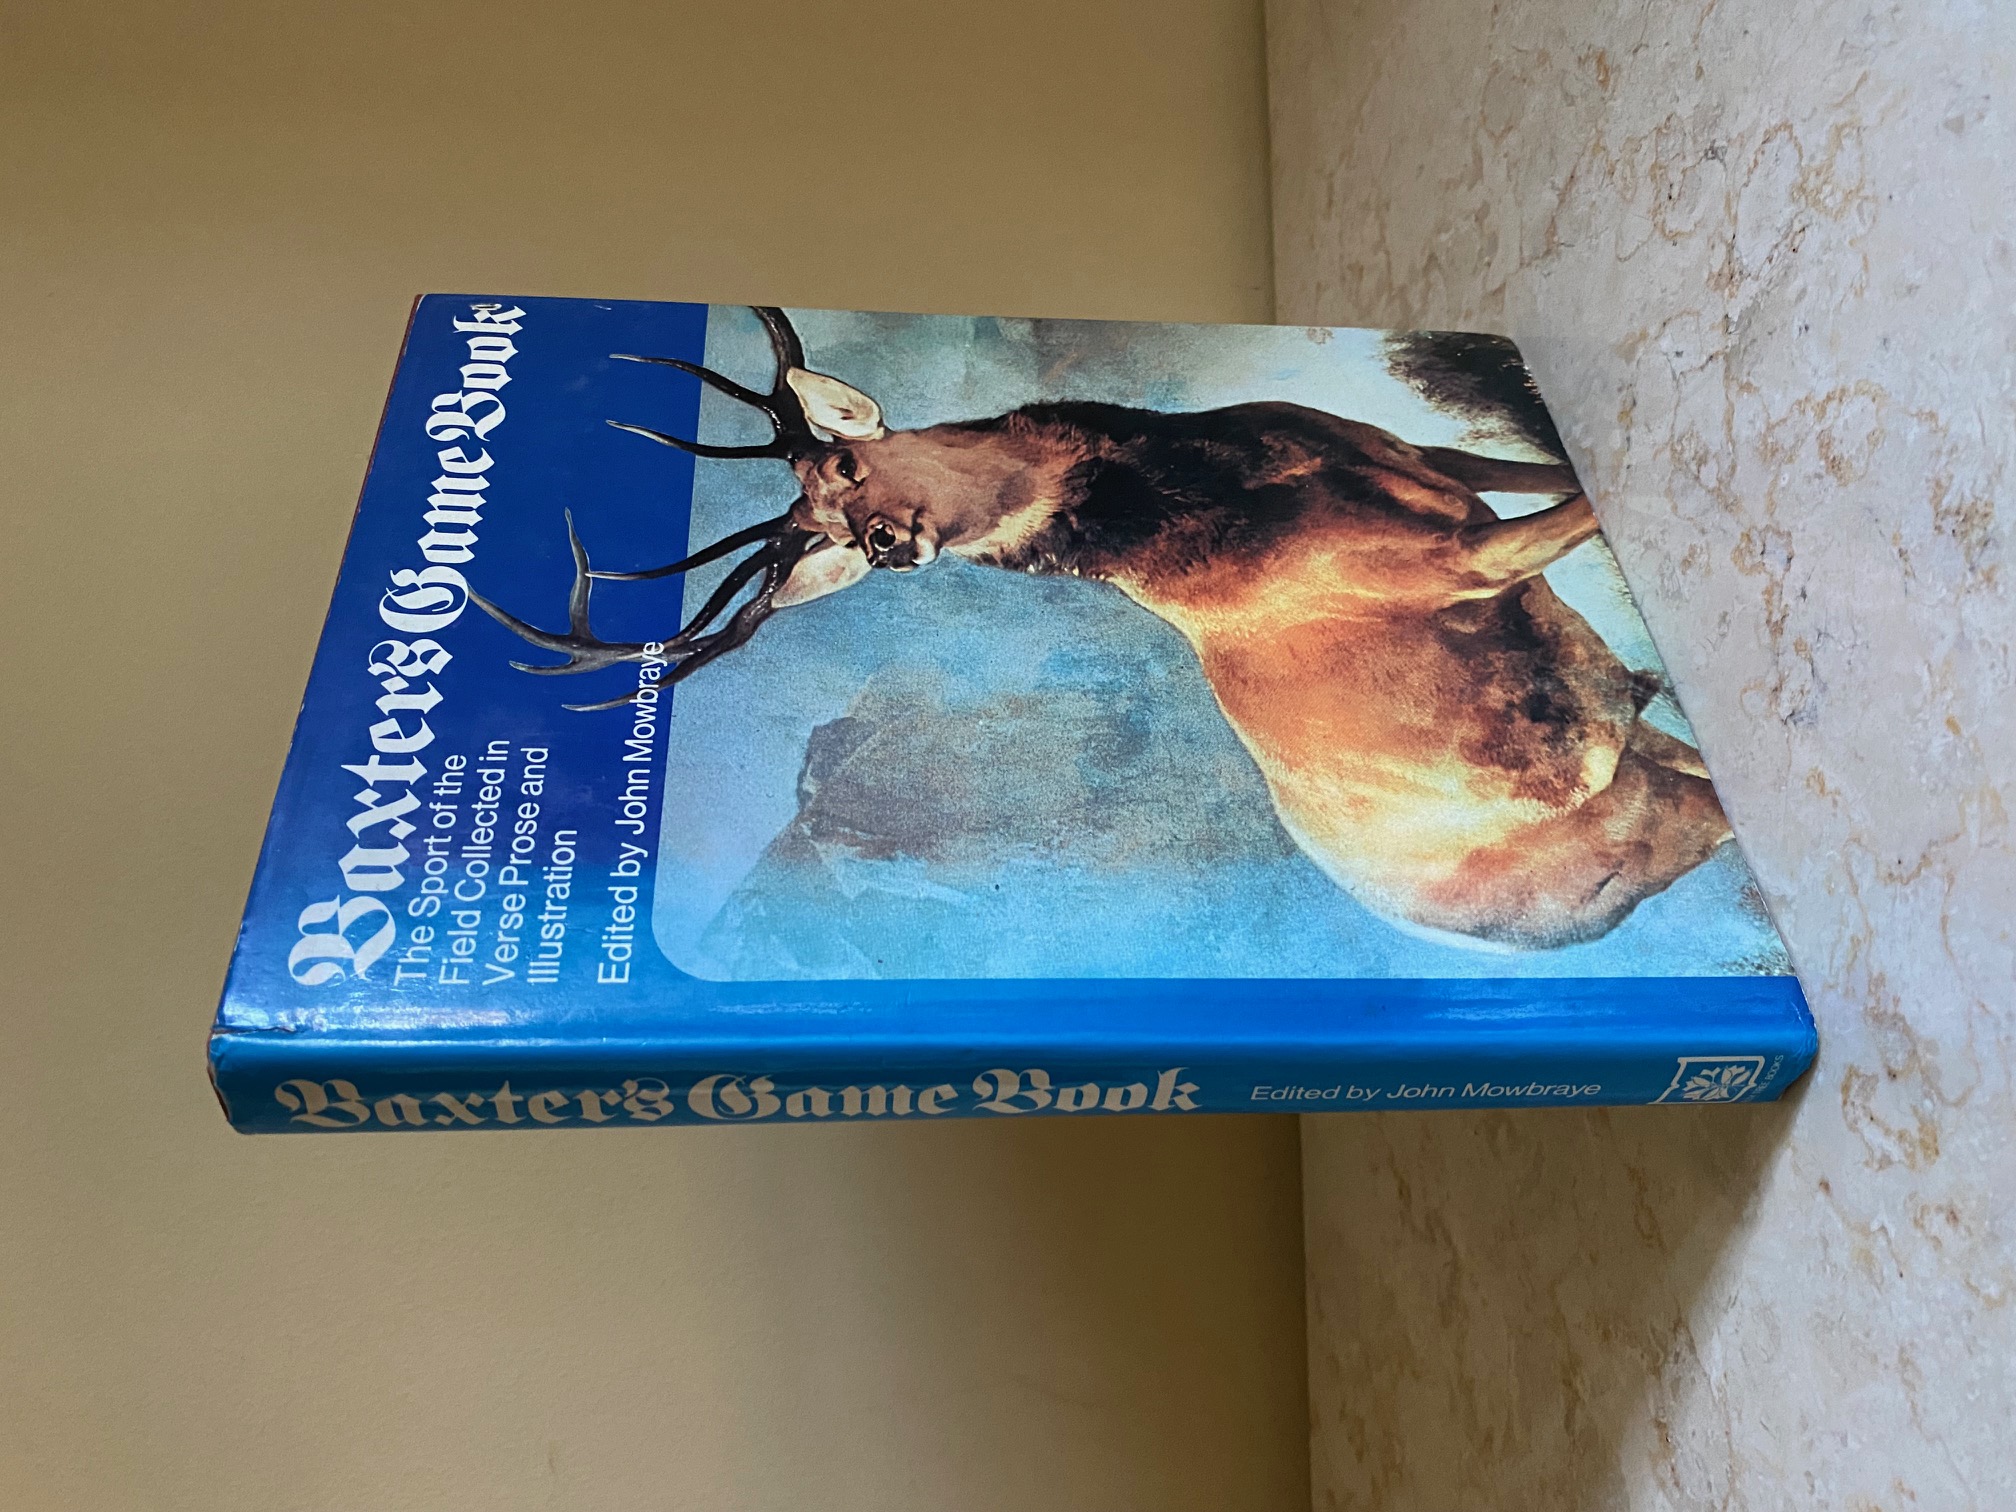 Baxter's Game Book
The Sport of the
Field Collected in
Verse Prose and
Illustration
Edited by John Mowbraye
Baxter's Game Book
Edited by John Mowbraye
BOOKS